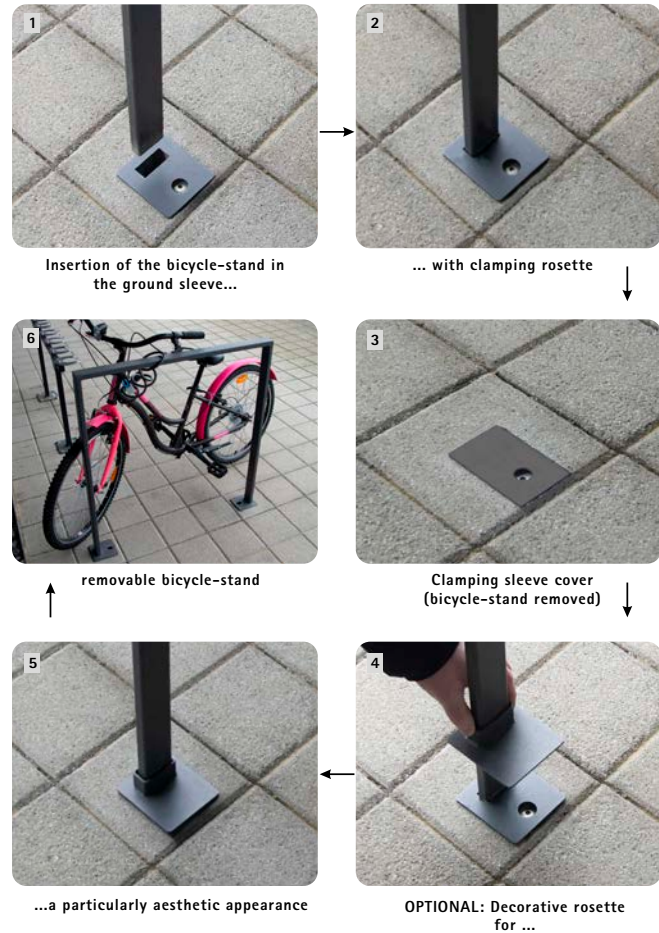 1
Insertion of the bicycle-stand in
the ground sleeve...
2
... with clamping rosette
3
Clamping sleeve cover
(bicycle-stand removed)
4
OPTIONAL: Decorative rosette
for ...
5
...a particularly aesthetic appearance
6
removable bicycle-stand